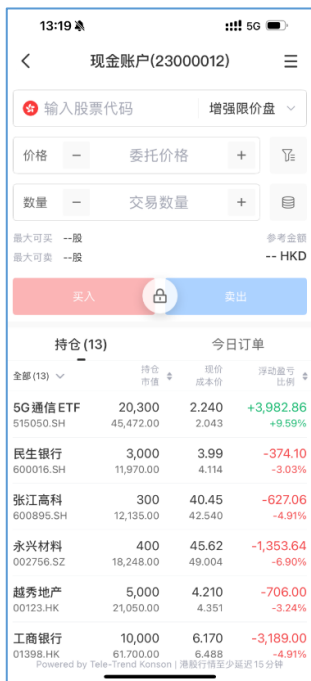 13:19 5G
现金账户(23000012)
输入股票代码 增强限价盘
价格 − 委托价格 +
数量 − 交易数量 +
最大可买 --股 参考金额
最大可卖 --股 -- HKD
买入 卖出
持仓(13) 今日订单
全部(13) 持仓 现价 浮动盈亏
市值 成本价 比例
5G通信ETF 20,300 2.240 +3,982.86
515050.SH 45,472.00 2.043 +9.59%
民生银行 3,000 3.99 -374.10
600016.SH 11,970.00 4.114 -3.03%
张江高科 300 40.45 -627.06
600895.SH 12,135.00 42.540 -4.91%
永兴材料 400 45.62 -1,353.64
002756.SZ 18,248.00 49.004 -6.90%
越秀地产 5,000 4.210 -706.00
00123.HK 21,050.00 4.351 -3.24%
工商银行 10,000 6.170 -3,189.00
01398.HK 61,700.00 6.488 -4.91%
Powered by Tele-Trend Konson | 港股行情至少延迟15分钟